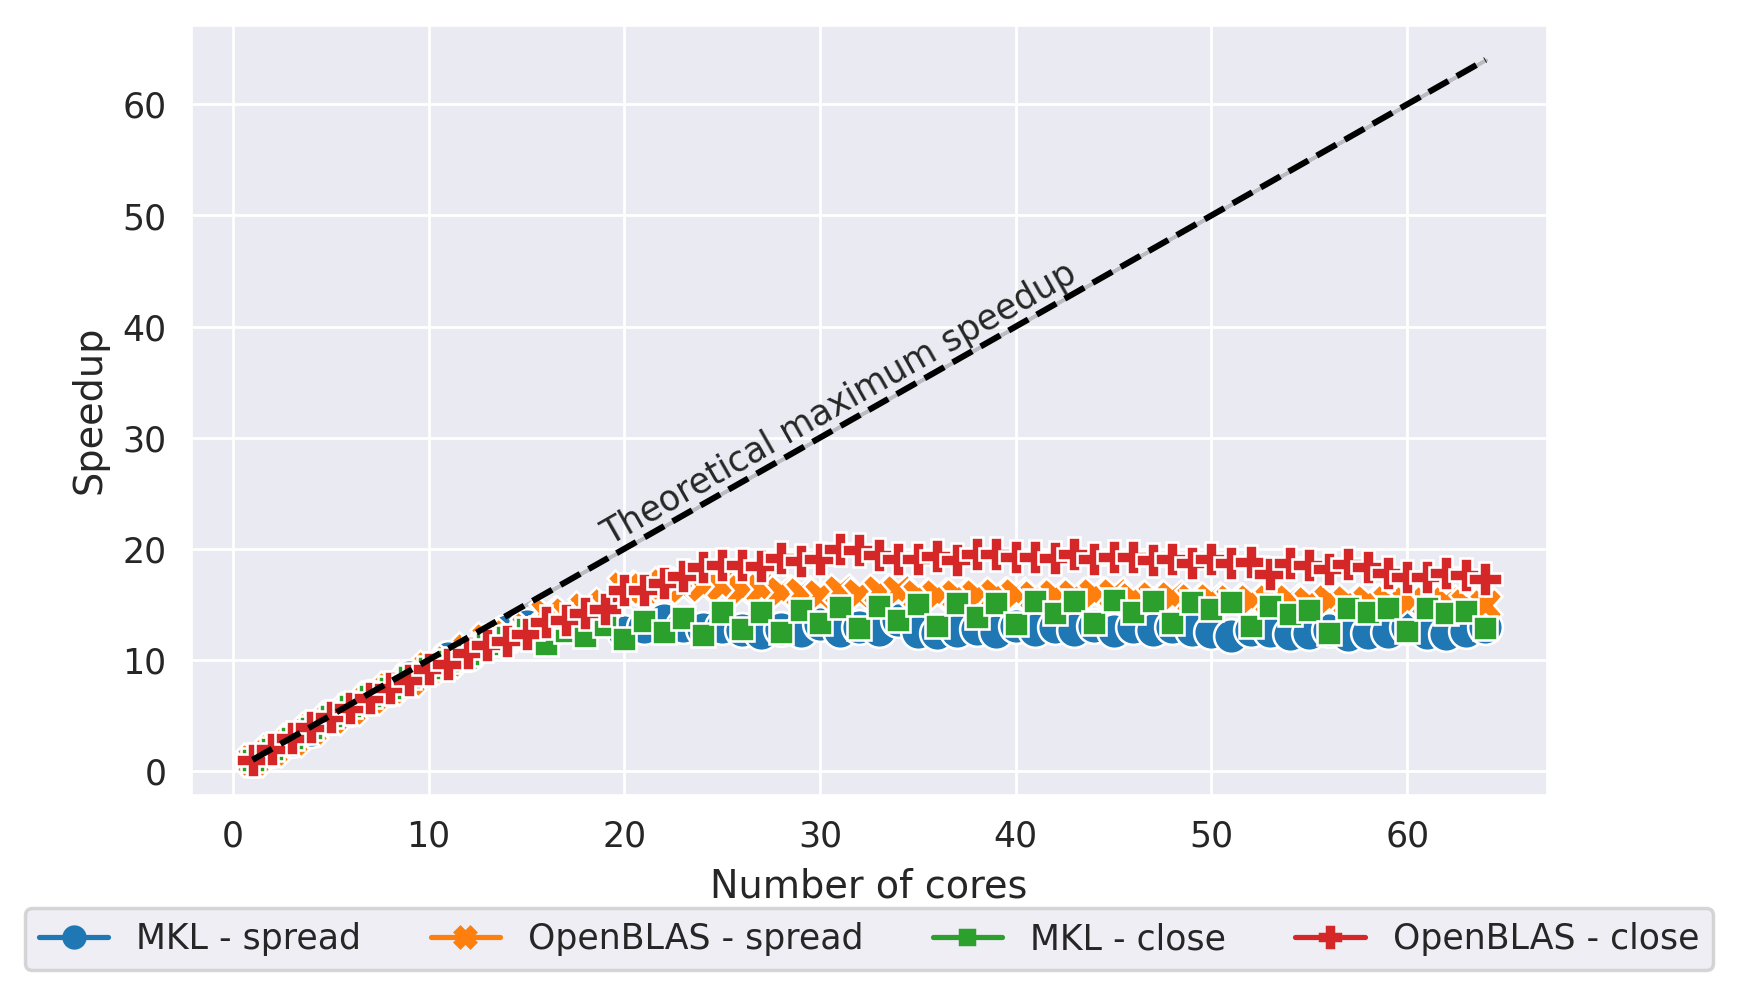 60
50
40
30
20
10
0
Speedup
Theoretical maximum speedup
0 10 20 30 40 50 60
Number of cores
MKL - spread OpenBLAS - spread MKL - close OpenBLAS - close